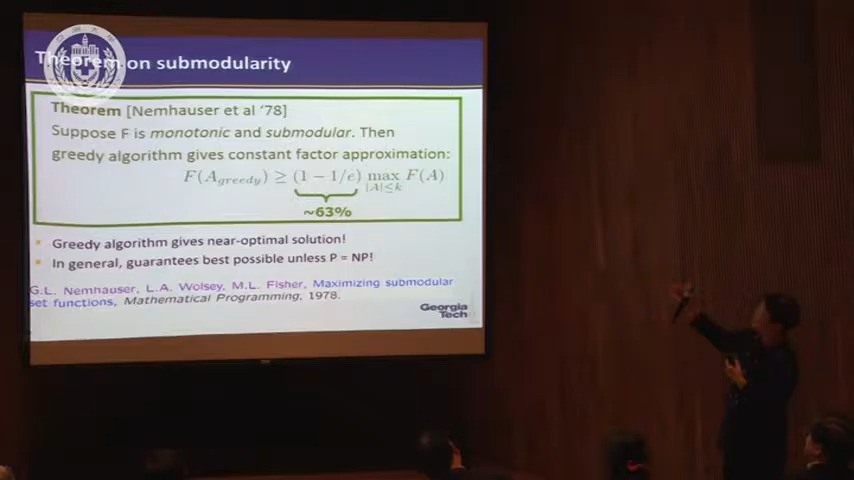 Theorem on submodularity
Theorem [Nemhauser et al '78]
Suppose F is monotonic and submodular. Then
greedy algorithm gives constant factor approximation:
F(A_greedy) ≥ (1 − 1/e) max_{|A|≤k} F(A)
~63%
Greedy algorithm gives near-optimal solution!
In general, guarantees best possible unless P = NP!
G.L. Nemhauser, L.A. Wolsey, M.L. Fisher, Maximizing submodular
set functions, Mathematical Programming, 1978.
Georgia
Tech